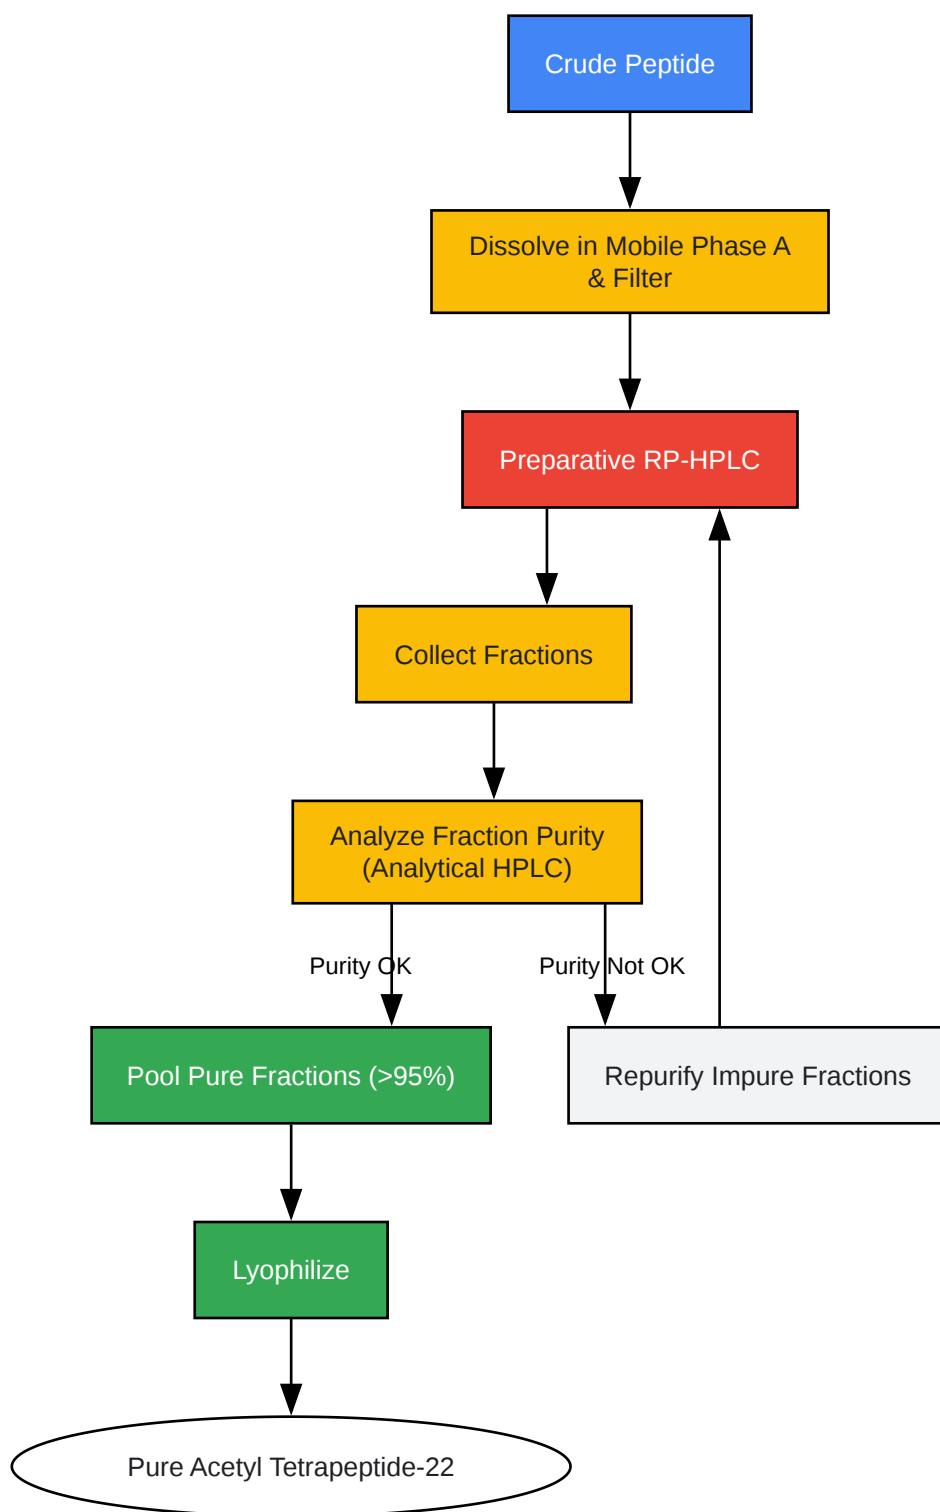 Crude Peptide
Dissolve in Mobile Phase A
& Filter
Preparative RP-HPLC
Collect Fractions
Analyze Fraction Purity
(Analytical HPLC)
Purity OK
Purity Not OK
Pool Pure Fractions (>95%)
Repurify Impure Fractions
Lyophilize
Pure Acetyl Tetrapeptide-22